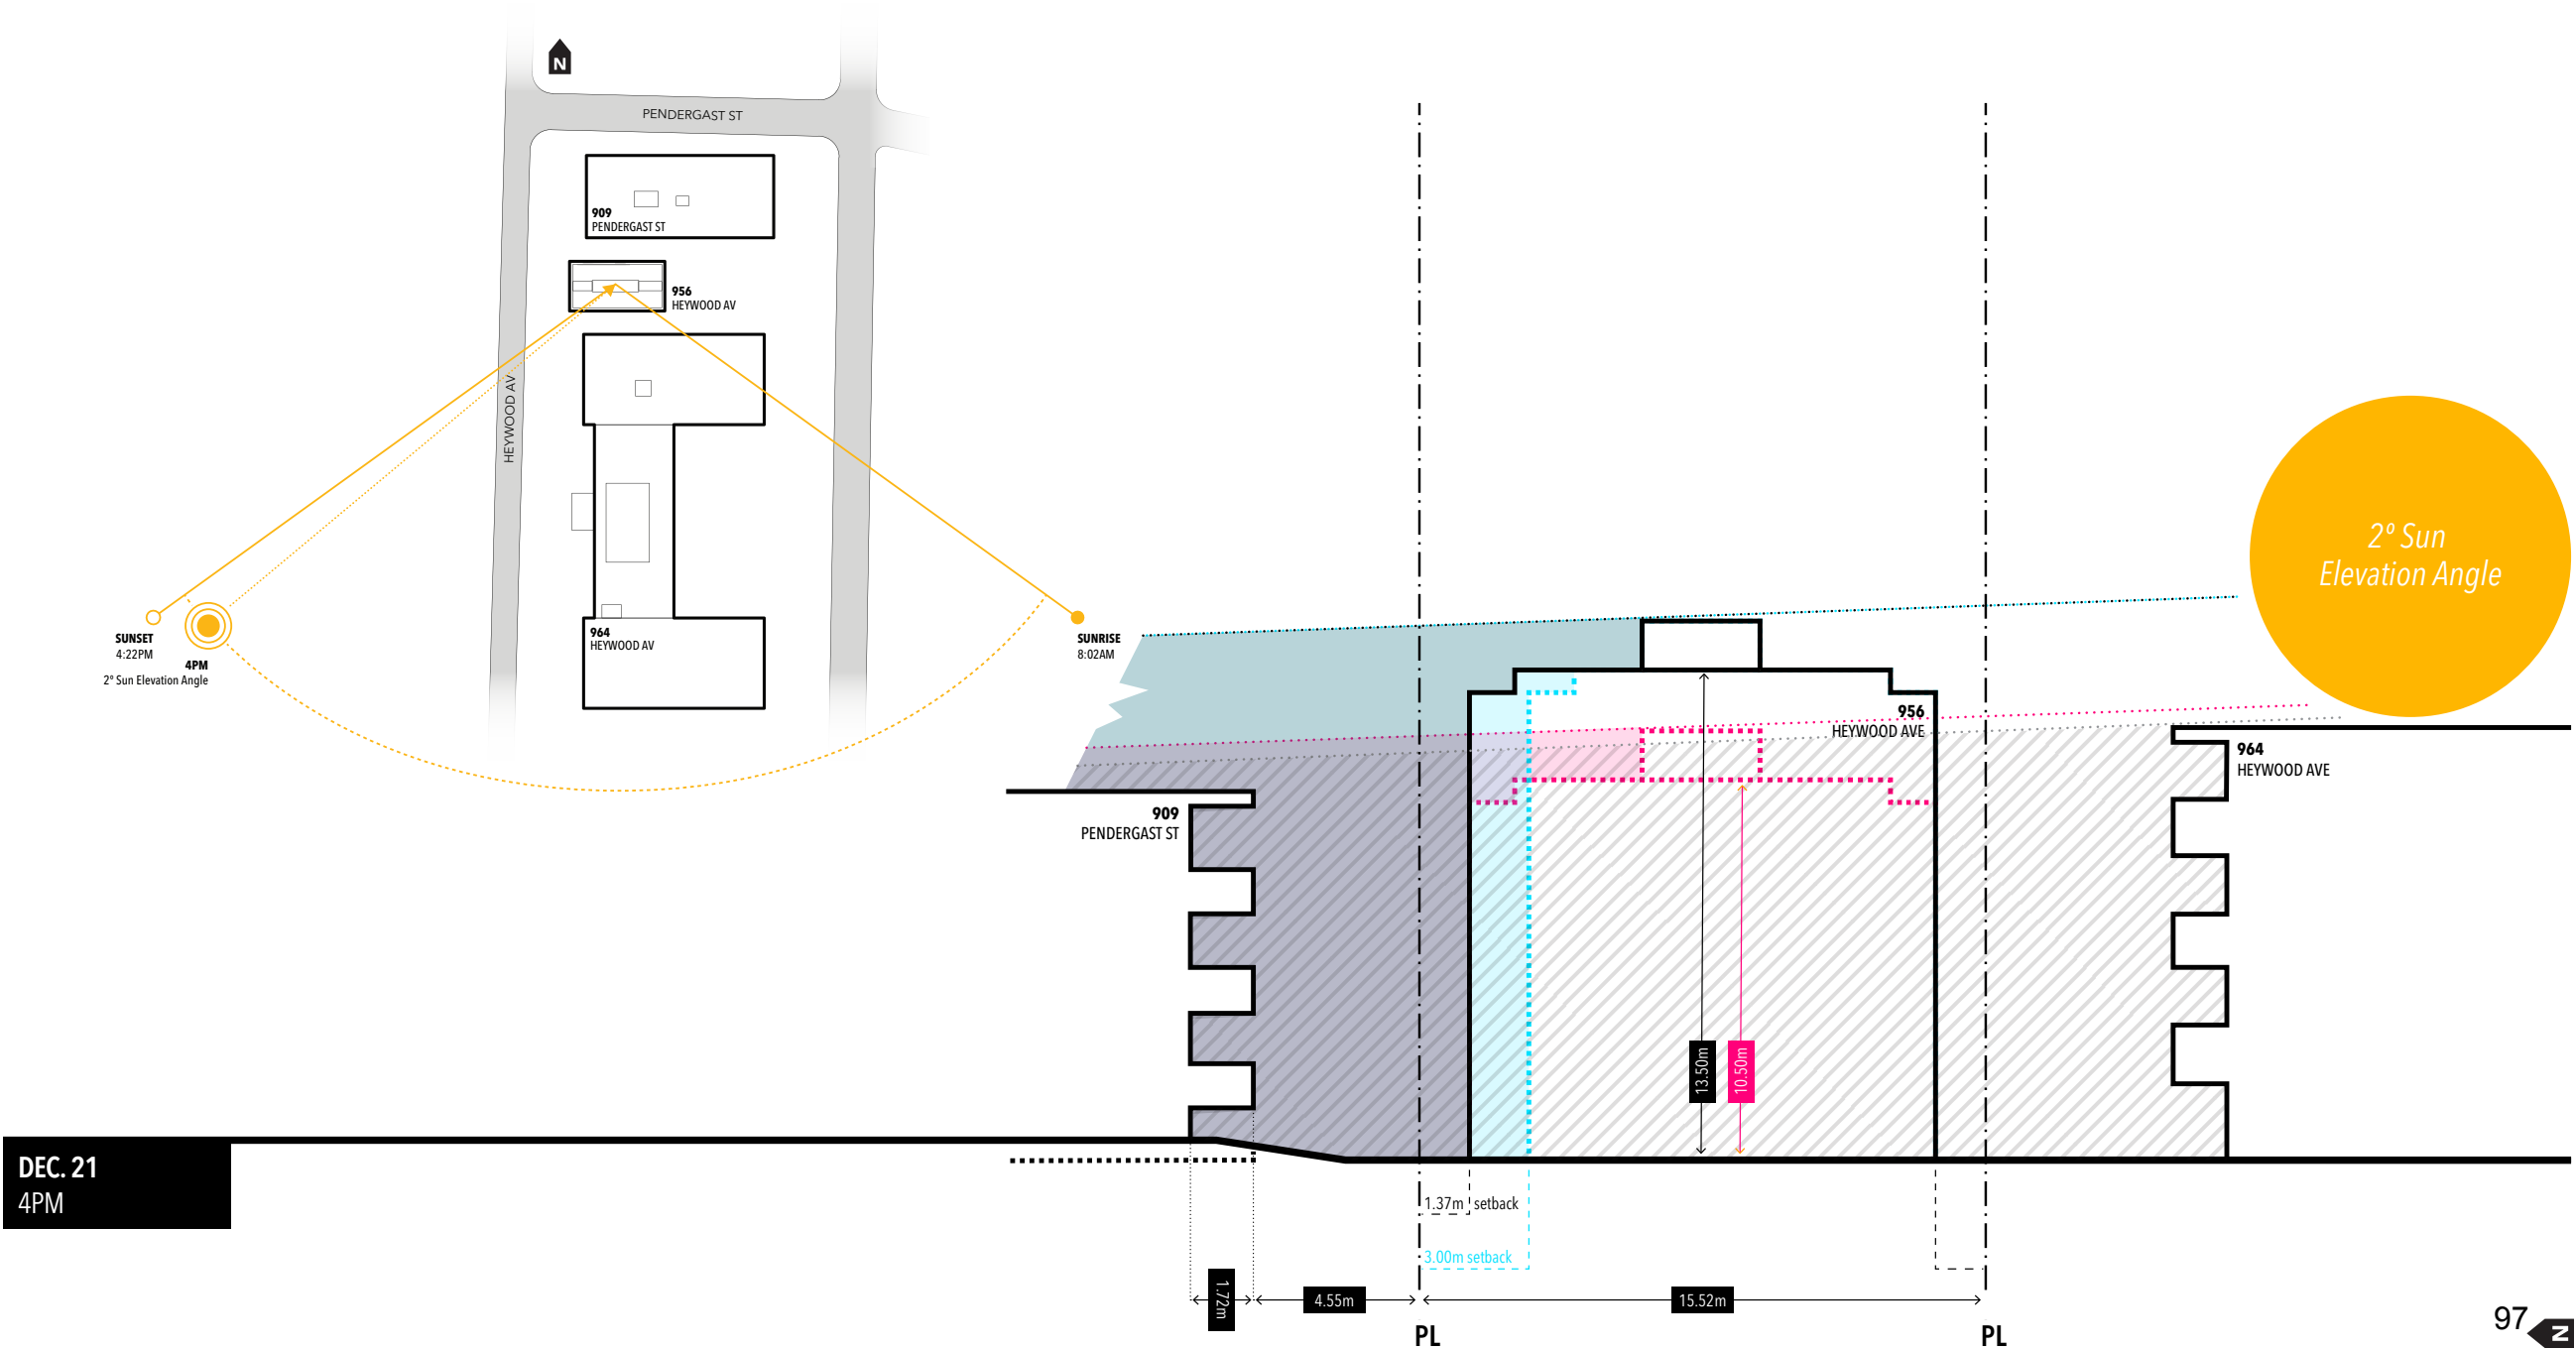 N
PENDERGAST ST
909
PENDERGAST ST
956
HEYWOOD AV
HEYWOOD AV
964
HEYWOOD AV
SUNSET
4:22PM
4PM
2º Sun Elevation Angle
SUNRISE
8:02AM
2º Sun
Elevation Angle
956
HEYWOOD AVE
964
HEYWOOD AVE
909
PENDERGAST ST
13.50m
10.50m
DEC. 21
4PM
1.37m setback
3.00m setback
1.72m
4.55m
15.52m
PL
PL
97
N